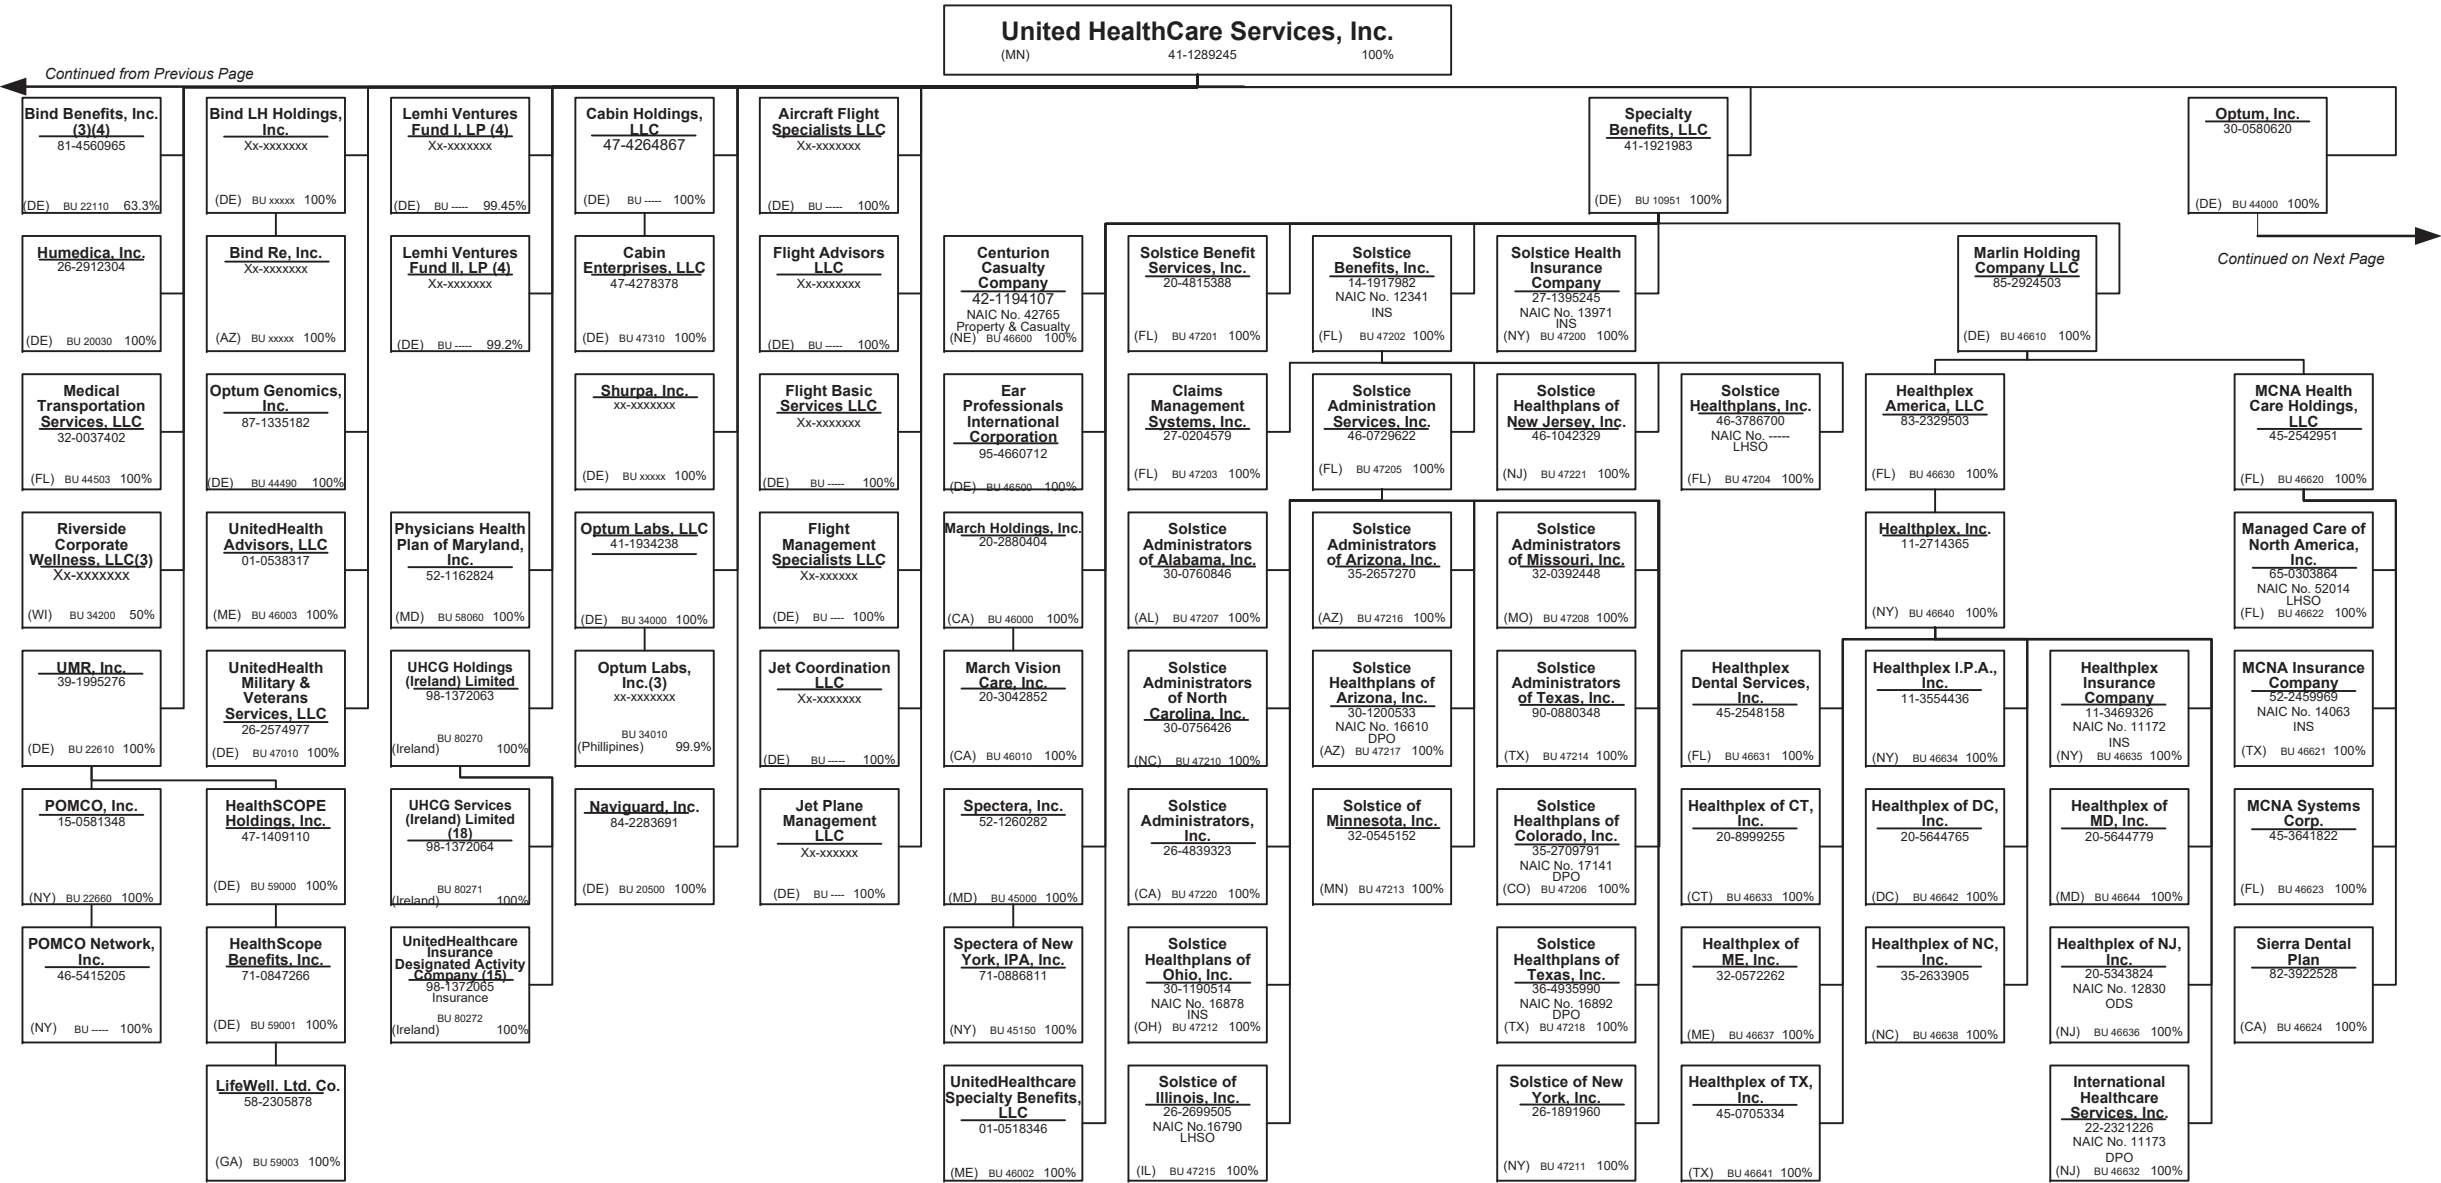 United HealthCare Services, Inc.
(MN) 41-1289245 100%
Continued from Previous Page
Bind Benefits, Inc.
(3)(4)
81-4560965
(DE) BU 22110 63.3%
Bind LH Holdings,
Inc.
Xx-xxxxxxx
(DE) BU xxxxx 100%
Lemhi Ventures
Fund I, LP (4)
Xx-xxxxxxx
(DE) BU ----- 99.45%
Cabin Holdings,
LLC
47-4264867
(DE) BU ----- 100%
Aircraft Flight
Specialists LLC
Xx-xxxxxxx
(DE) BU ----- 100%
Specialty
Benefits, LLC
41-1921983
(DE) BU 10951 100%
Optum, Inc.
30-0580620
(DE) BU 44000 100%
Continued on Next Page
Humedica, Inc.
26-2912304
(DE) BU 20030 100%
Bind Re, Inc.
Xx-xxxxxxx
(AZ) BU xxxxx 100%
Lemhi Ventures
Fund II, LP (4)
Xx-xxxxxxx
(DE) BU ----- 99.2%
Cabin
Enterprises, LLC
47-4278378
(DE) BU 47310 100%
Flight Advisors
LLC
Xx-xxxxxxx
(DE) BU ----- 100%
Centurion
Casualty
Company
42-1194107
NAIC No. 42765
Property & Casualty
(NE) BU 46600 100%
Solstice Benefit
Services, Inc.
20-4815388
(FL) BU 47201 100%
Solstice
Benefits, Inc.
14-1917982
NAIC No. 12341
INS
(FL) BU 47202 100%
Solstice Health
Insurance
Company
27-1395245
NAIC No. 13971
INS
(NY) BU 47200 100%
Marlin Holding
Company LLC
85-2924503
(DE) BU 46610 100%
Medical
Transportation
Services, LLC
32-0037402
(FL) BU 44503 100%
Optum Genomics,
Inc.
87-1335182
(DE) BU 44490 100%
Shurpa, Inc.
xx-xxxxxxx
(DE) BU xxxxx 100%
Flight Basic
Services LLC
Xx-xxxxxxx
(DE) BU ----- 100%
Ear
Professionals
International
Corporation
95-4660712
(DE) BU 46500 100%
Claims
Management
Systems, Inc.
27-0204579
(FL) BU 47203 100%
Solstice
Administration
Services, Inc.
46-0729622
(FL) BU 47205 100%
Solstice
Healthplans of
New Jersey, Inc.
46-1042329
(NJ) BU 47221 100%
Solstice
Healthplans, Inc.
46-3786700
NAIC No. -----
LHSO
(FL) BU 47204 100%
Healthplex
America, LLC
83-2329503
(FL) BU 46630 100%
MCNA Health
Care Holdings,
LLC
45-2542951
(FL) BU 46620 100%
Riverside
Corporate
Wellness, LLC(3)
Xx-xxxxxxx
(WI) BU 34200 50%
UnitedHealth
Advisors, LLC
01-0538317
(ME) BU 46003 100%
Physicians Health
Plan of Maryland,
Inc.
52-1162824
(MD) BU 58060 100%
Optum Labs, LLC
41-1934238
(DE) BU 34000 100%
Flight
Management
Specialists LLC
Xx-xxxxxx
(DE) BU ---- 100%
March Holdings, Inc.
20-2880404
(CA) BU 46000 100%
Solstice
Administrators
of Alabama, Inc.
30-0760846
(AL) BU 47207 100%
Solstice
Administrators
of Arizona, Inc.
35-2657270
(AZ) BU 47216 100%
Solstice
Administrators
of Missouri, Inc.
32-0392448
(MO) BU 47208 100%
Healthplex, Inc.
11-2714365
(NY) BU 46640 100%
Managed Care of
North America,
Inc.
65-0303864
NAIC No. 52014
LHSO
(FL) BU 46622 100%
UMR, Inc.
39-1995276
(DE) BU 22610 100%
UnitedHealth
Military &
Veterans
Services, LLC
26-2574977
(DE) BU 47010 100%
UHCG Holdings
(Ireland) Limited
98-1372063
BU 80270
(Ireland) 100%
Optum Labs,
Inc.(3)
xx-xxxxxxx
BU 34010
(Phillipines) 99.9%
Jet Coordination
LLC
Xx-xxxxxxx
(DE) BU ----- 100%
March Vision
Care, Inc.
20-3042852
(CA) BU 46010 100%
Solstice
Administrators
of North
Carolina, Inc.
30-0756426
(NC) BU 47210 100%
Solstice
Healthplans of
Arizona, Inc.
30-1200533
NAIC No. 16610
DPO
(AZ) BU 47217 100%
Solstice
Administrators
of Texas, Inc.
90-0880348
(TX) BU 47214 100%
Healthplex
Dental Services,
Inc.
45-2548158
(FL) BU 46631 100%
Healthplex I.P.A.,
Inc.
11-3554436
(NY) BU 46634 100%
Healthplex
Insurance
Company
11-3469326
NAIC No. 11172
INS
(NY) BU 46635 100%
MCNA Insurance
Company
52-2459969
NAIC No. 14063
INS
(TX) BU 46621 100%
POMCO, Inc.
15-0581348
(NY) BU 22660 100%
HealthSCOPE
Holdings, Inc.
47-1409110
(DE) BU 59000 100%
UHCG Services
(Ireland) Limited
(18)
98-1372064
BU 80271
(Ireland) 100%
Naviguard, Inc.
84-2283691
(DE) BU 20500 100%
Jet Plane
Management
LLC
Xx-xxxxxx
(DE) BU ---- 100%
Spectera, Inc.
52-1260282
(MD) BU 45000 100%
Solstice
Administrators,
Inc.
26-4839323
(CA) BU 47220 100%
Solstice of
Minnesota, Inc.
32-0545152
(MN) BU 47213 100%
Solstice
Healthplans of
Colorado, Inc.
35-2709791
NAIC No. 17141
DPO
(CO) BU 47206 100%
Healthplex of CT,
Inc.
20-8999255
(CT) BU 46633 100%
Healthplex of DC,
Inc.
20-5644765
(DC) BU 46642 100%
Healthplex of
MD, Inc.
20-5644779
(MD) BU 46644 100%
MCNA Systems
Corp.
45-3641822
(FL) BU 46623 100%
POMCO Network,
Inc.
46-5415205
(NY) BU ----- 100%
HealthScope
Benefits, Inc.
71-0847266
(DE) BU 59001 100%
UnitedHealthcare
Insurance
Designated Activity
Company (15)
98-1372065
Insurance
BU 80272
(Ireland) 100%
Spectera of New
York, IPA, Inc.
71-0886811
(NY) BU 45150 100%
Solstice
Healthplans of
Ohio, Inc.
30-1190514
NAIC No. 16878
INS
(OH) BU 47212 100%
Solstice
Healthplans of
Texas, Inc.
36-4935990
NAIC No. 16892
DPO
(TX) BU 47218 100%
Healthplex of
ME, Inc.
32-0572262
(ME) BU 46637 100%
Healthplex of NC,
Inc.
35-2633905
(NC) BU 46638 100%
Healthplex of NJ,
Inc.
20-5343824
NAIC No. 12830
ODS
(NJ) BU 46636 100%
Sierra Dental
Plan
82-3922528
(CA) BU 46624 100%
LifeWell. Ltd. Co.
58-2305878
(GA) BU 59003 100%
UnitedHealthcare
Specialty Benefits,
LLC
01-0518346
(ME) BU 46002 100%
Solstice of
Illinois, Inc.
26-2699505
NAIC No.16790
LHSO
(IL) BU 47215 100%
Solstice of New
York, Inc.
26-1891960
(NY) BU 47211 100%
Healthplex of TX,
Inc.
45-0705334
(TX) BU 46641 100%
International
Healthcare
Services, Inc.
22-2321226
NAIC No. 11173
DPO
(NJ) BU 46632 100%